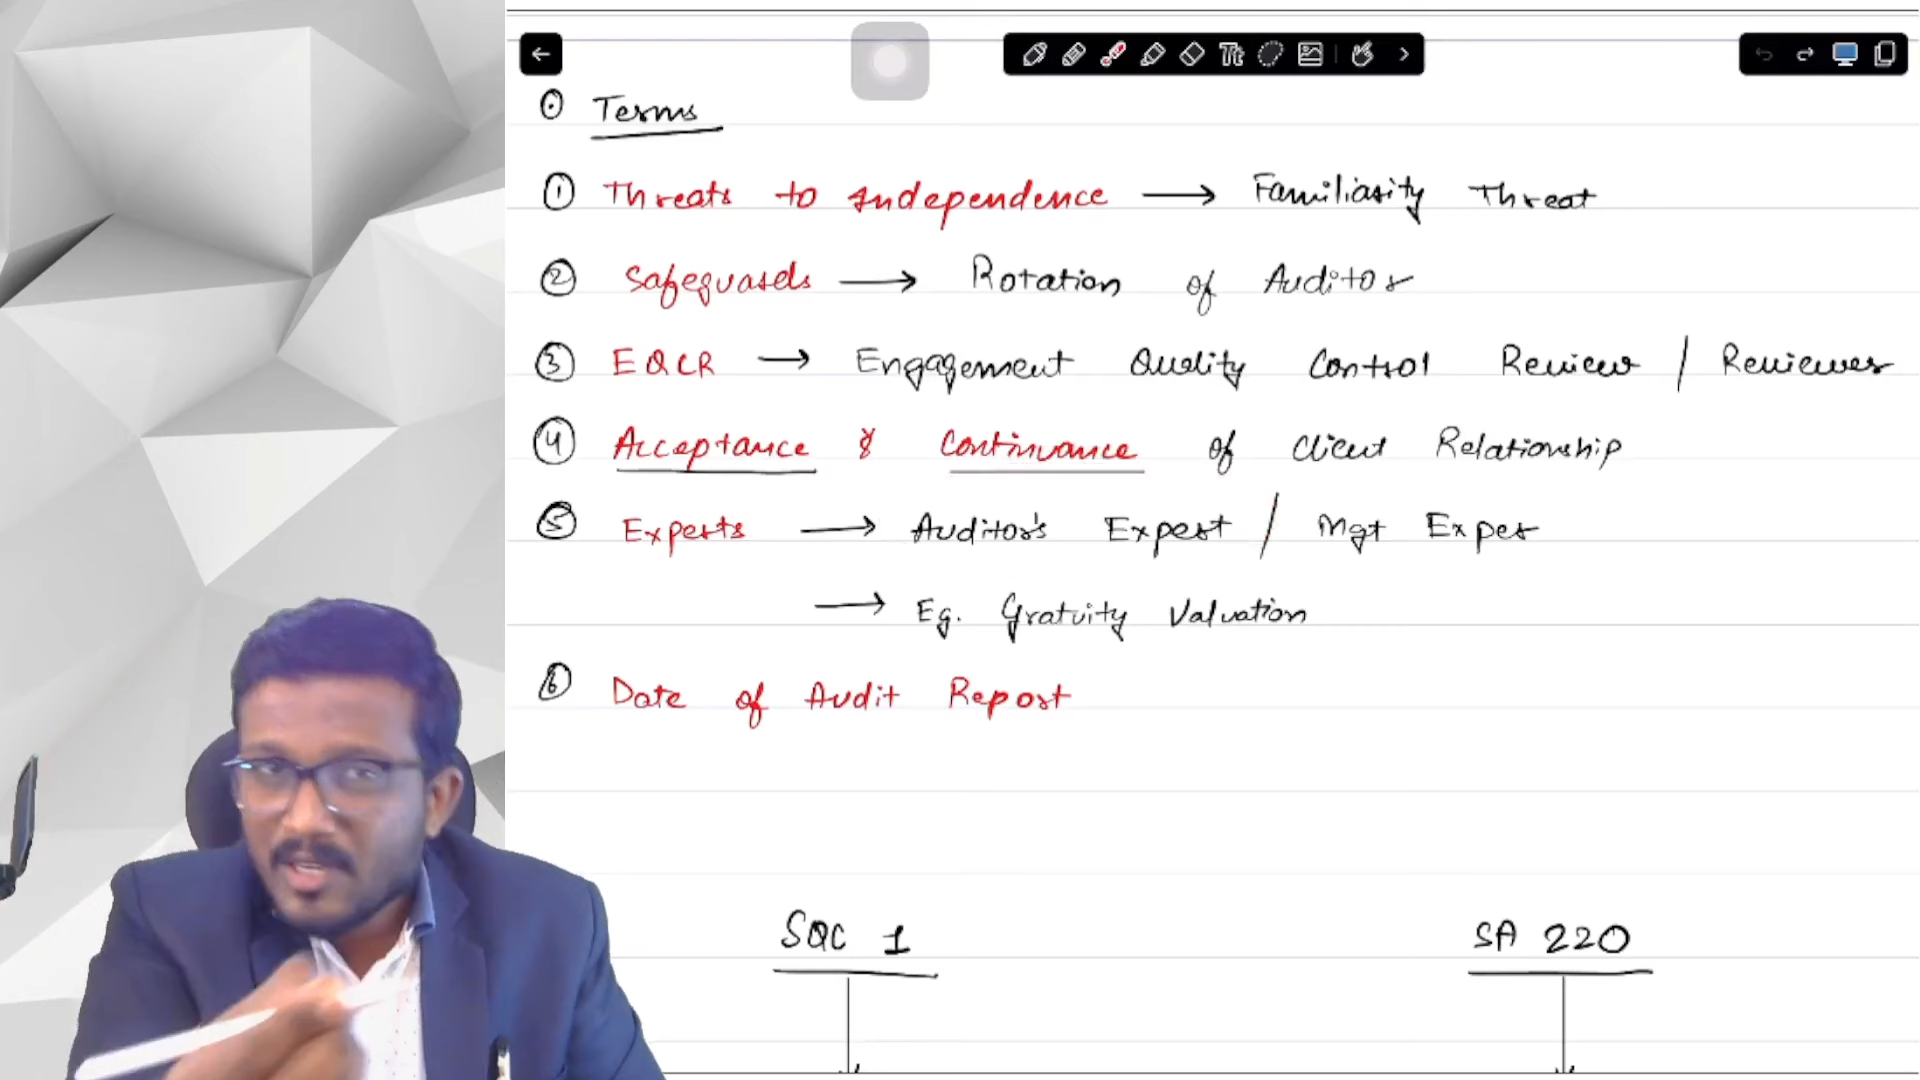 Terms
① Threats to Independence → Familiarity Threat
② Safeguards → Rotation of Auditor
③ EQCR → Engagement Quality Control Review / Reviewer
④ Acceptance & Continuance of Client Relationship
⑤ Experts → Auditor's Expert / Mgt Exper
→ Eg. Gratuity Valuation
⑥ Date of Audit Report
SQC 1
SA 220